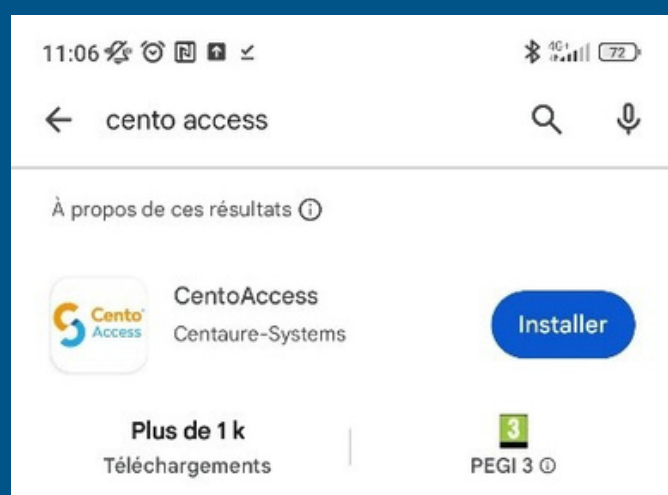 11:06
4G+
72
cento access
À propos de ces résultats
Cento
Access
CentoAccess
Centaure-Systems
Installer
Plus de 1 k
Téléchargements
3
PEGI 3